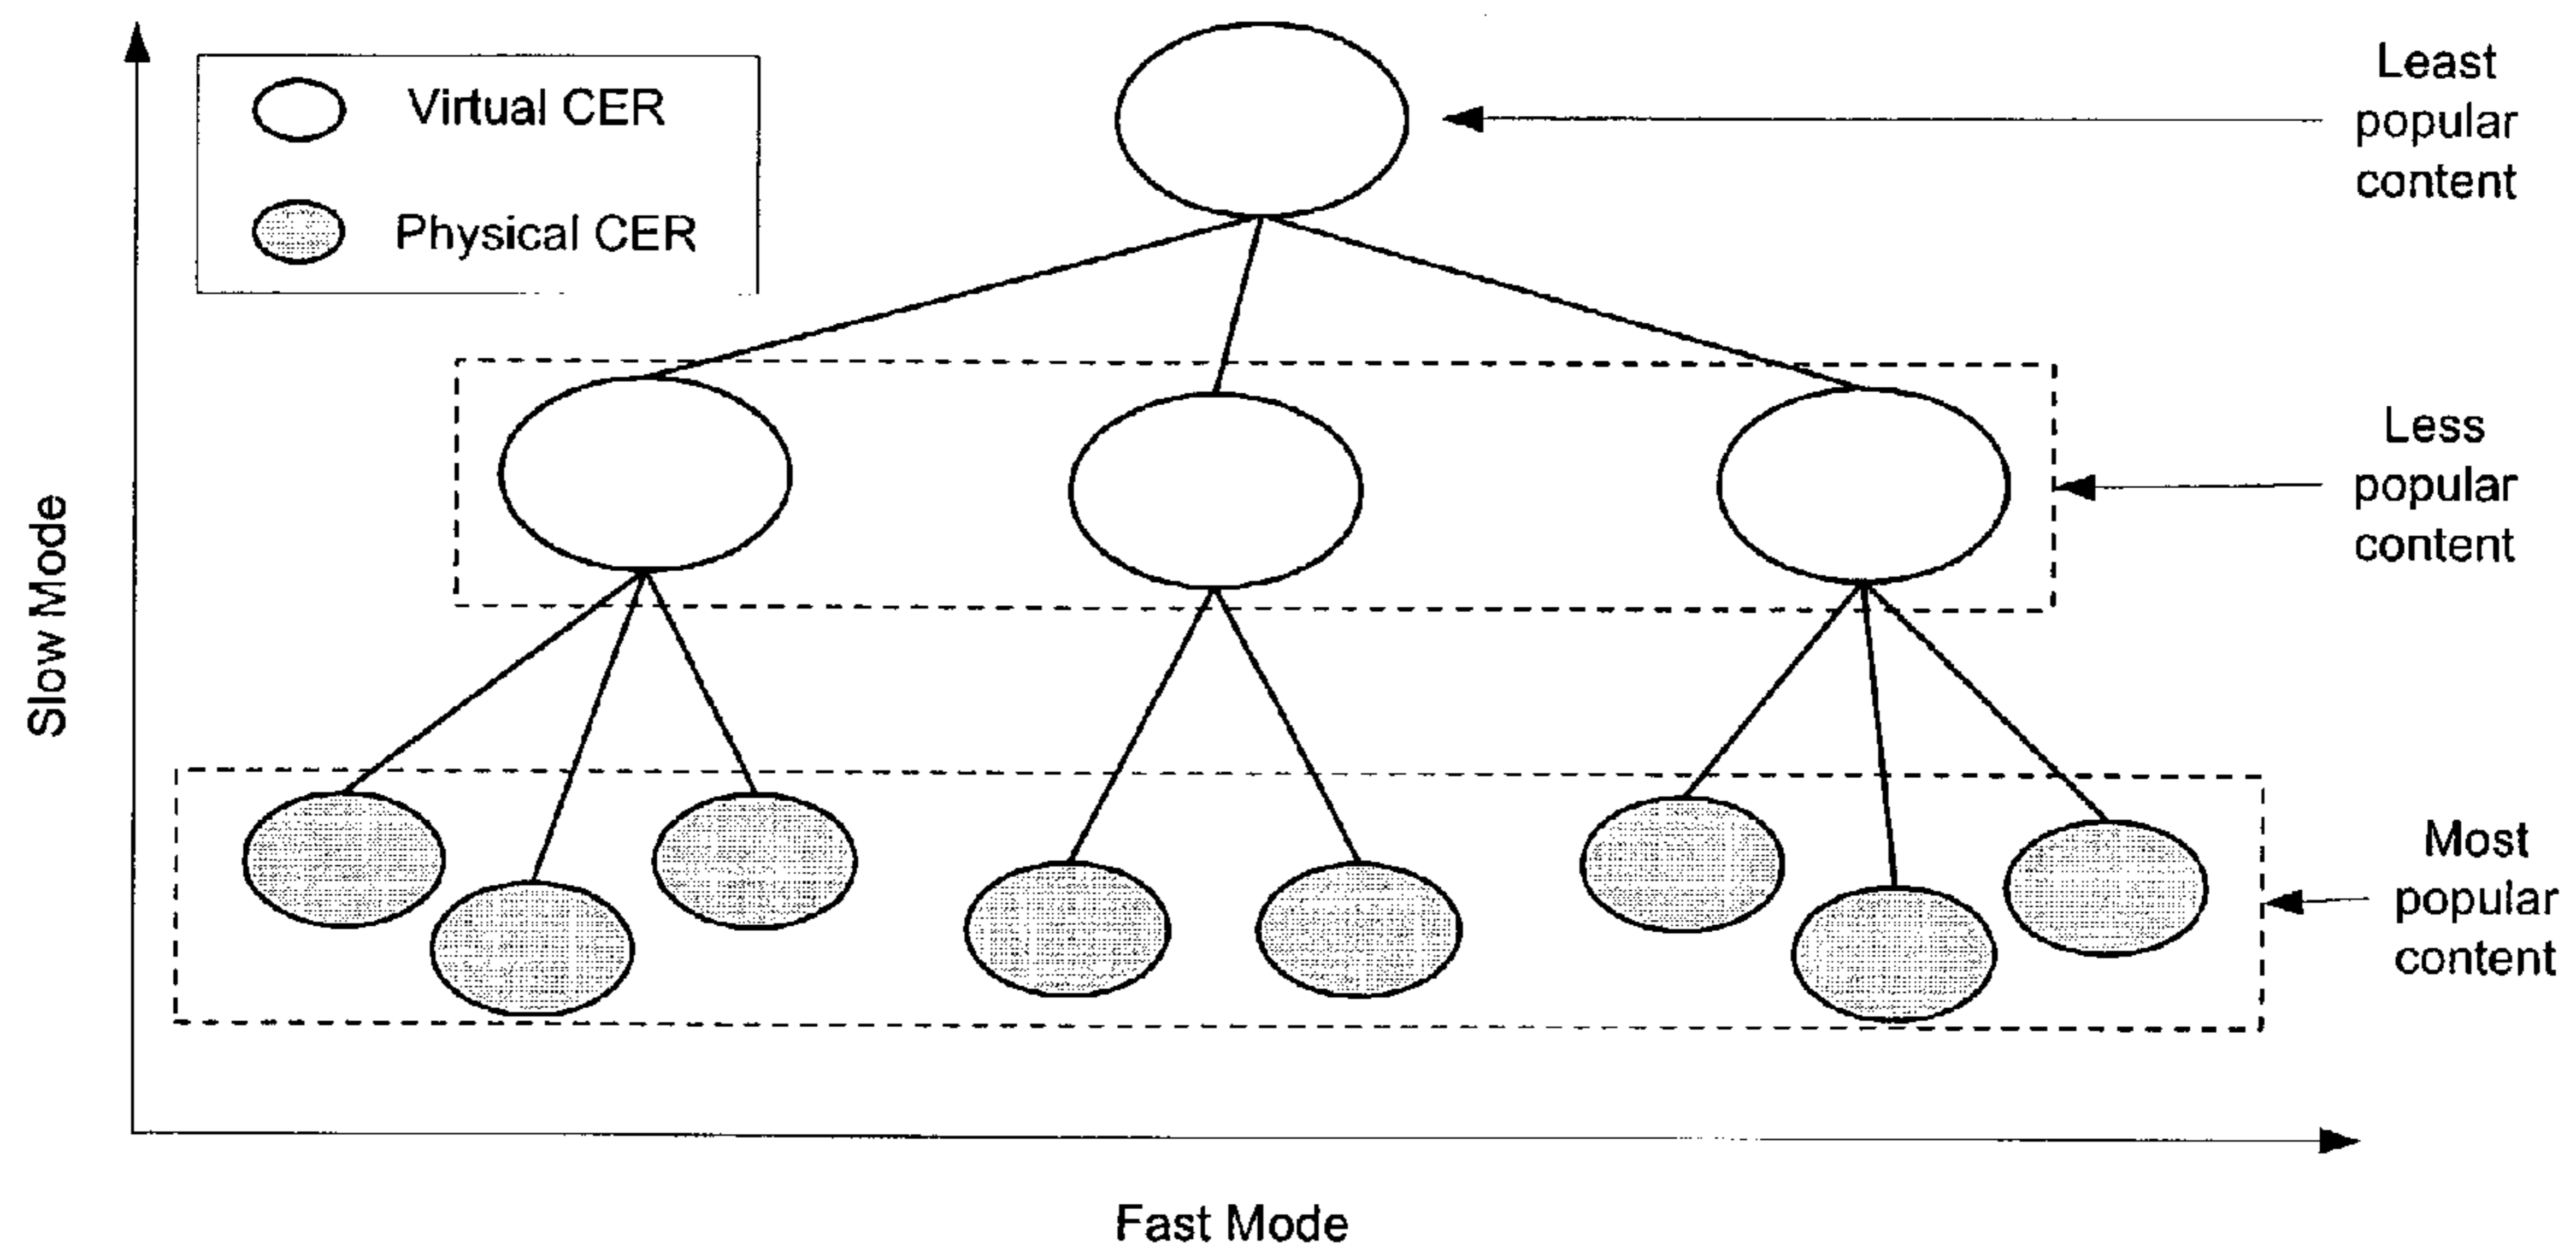 Virtual CER
Physical CER
Least
popular
content
Less
popular
content
Most
popular
content
Slow Mode
Fast Mode